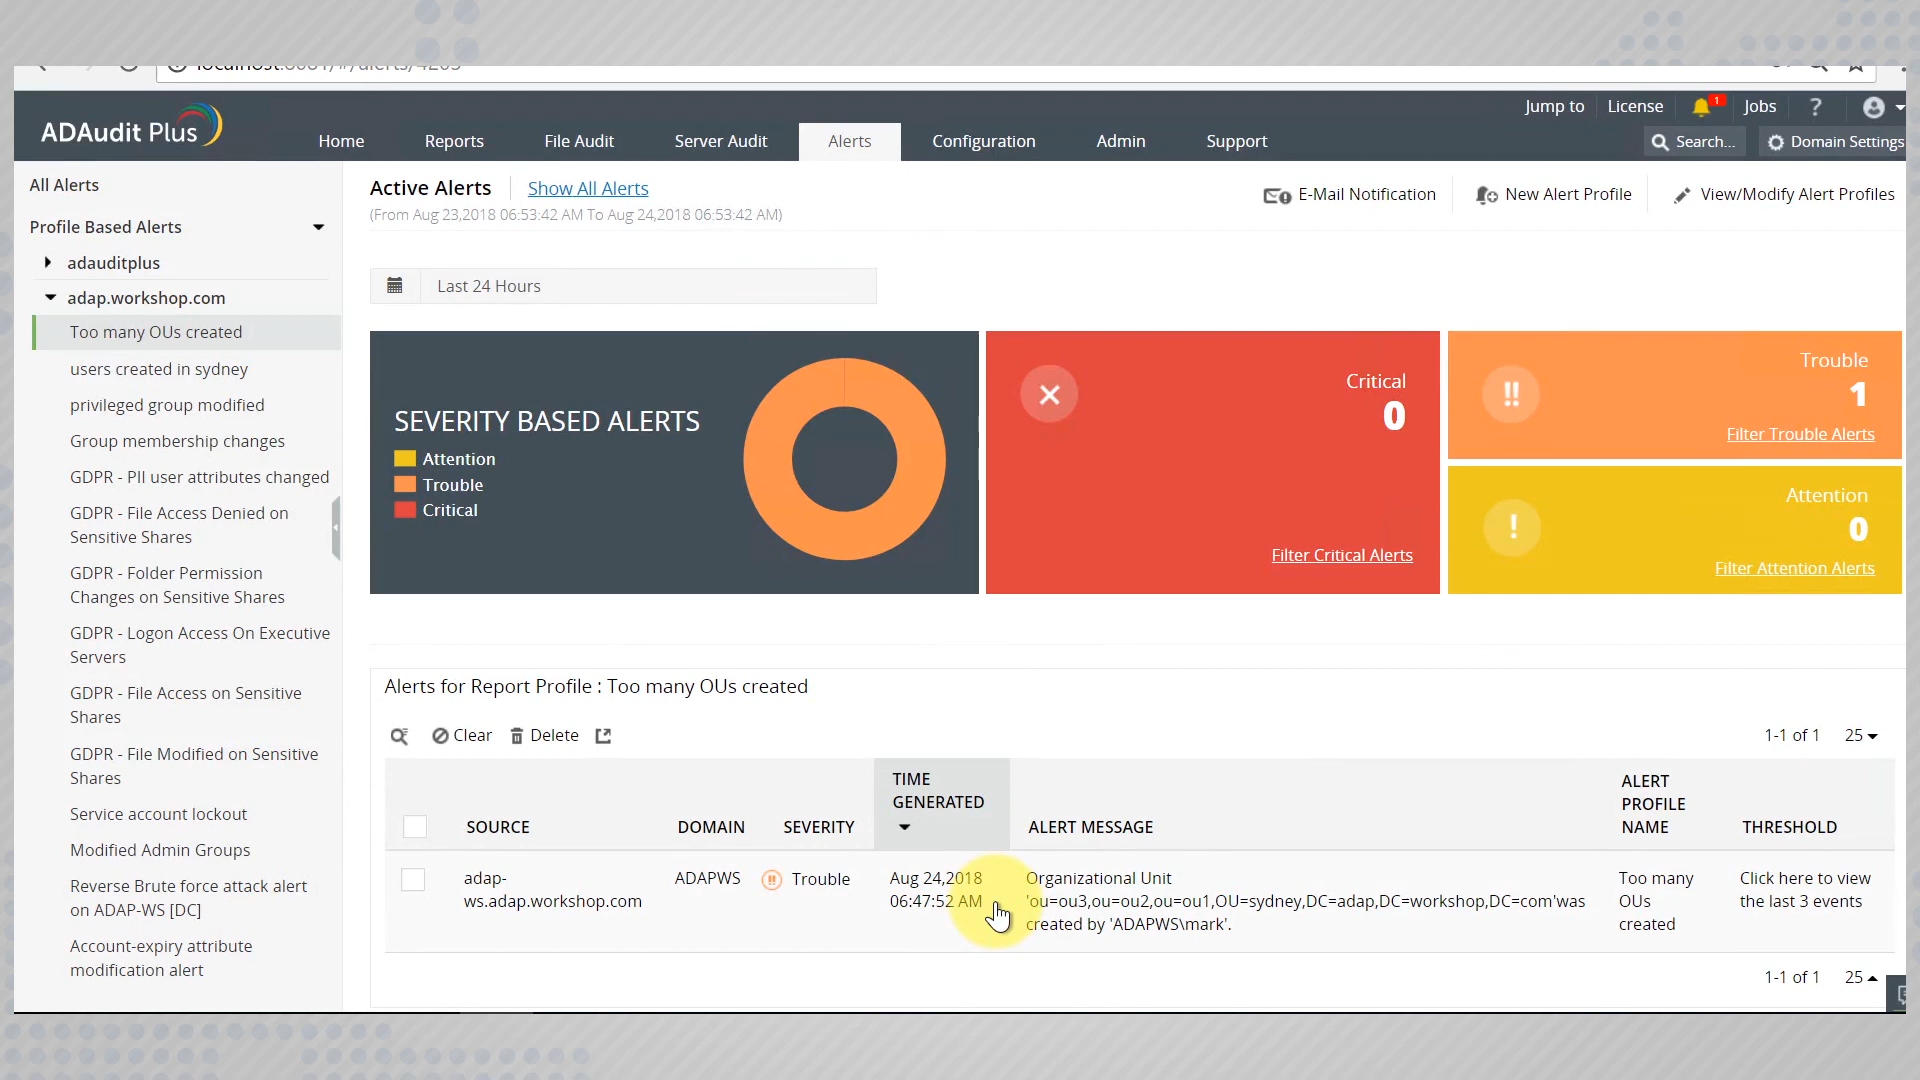 Jump to
License
1
Jobs
?
ADAudit Plus
Home
Reports
File Audit
Server Audit
Alerts
Configuration
Admin
Support
Search...
Domain Settings
All Alerts
Profile Based Alerts
adauditplus
adap.workshop.com
Too many OUs created
users created in sydney
privileged group modified
Group membership changes
GDPR - PII user attributes changed
GDPR - File Access Denied on
Sensitive Shares
GDPR - Folder Permission
Changes on Sensitive Shares
GDPR - Logon Access On Executive
Servers
GDPR - File Access on Sensitive
Shares
GDPR - File Modified on Sensitive
Shares
Service account lockout
Modified Admin Groups
Reverse Brute force attack alert
on ADAP-WS [DC]
Account-expiry attribute
modification alert
Active Alerts
Show All Alerts
(From Aug 23,2018 06:53:42 AM To Aug 24,2018 06:53:42 AM)
E-Mail Notification
New Alert Profile
View/Modify Alert Profiles
Last 24 Hours
SEVERITY BASED ALERTS
Attention
Trouble
Critical
Critical
0
Filter Critical Alerts
Trouble
1
Filter Trouble Alerts
Attention
0
Filter Attention Alerts
Alerts for Report Profile : Too many OUs created
Clear
Delete
1-1 of 1
25
SOURCE
DOMAIN
SEVERITY
TIME
GENERATED
ALERT MESSAGE
ALERT
PROFILE
NAME
THRESHOLD
adap-
ws.adap.workshop.com
ADAPWS
Trouble
Aug 24,2018
06:47:52 AM
Organizational Unit
'ou=ou3,ou=ou2,ou=ou1,OU=sydney,DC=adap,DC=workshop,DC=com'was
created by 'ADAPWS\mark'.
Too many
OUs
created
Click here to view
the last 3 events
1-1 of 1
25